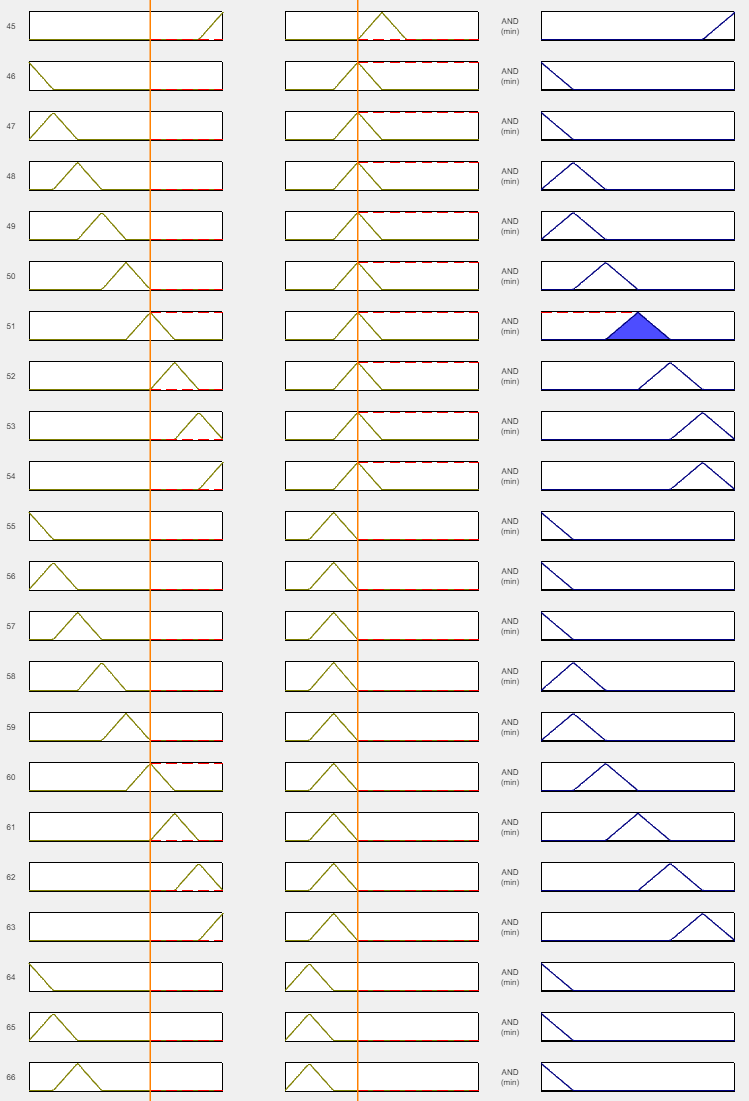 45 AND
(min)
46 AND
(min)
47 AND
(min)
48 AND
(min)
49 AND
(min)
50 AND
(min)
51 AND
(min)
52 AND
(min)
53 AND
(min)
54 AND
(min)
55 AND
(min)
56 AND
(min)
57 AND
(min)
58 AND
(min)
59 AND
(min)
60 AND
(min)
61 AND
(min)
62 AND
(min)
63 AND
(min)
64 AND
(min)
65 AND
(min)
66 AND
(min)